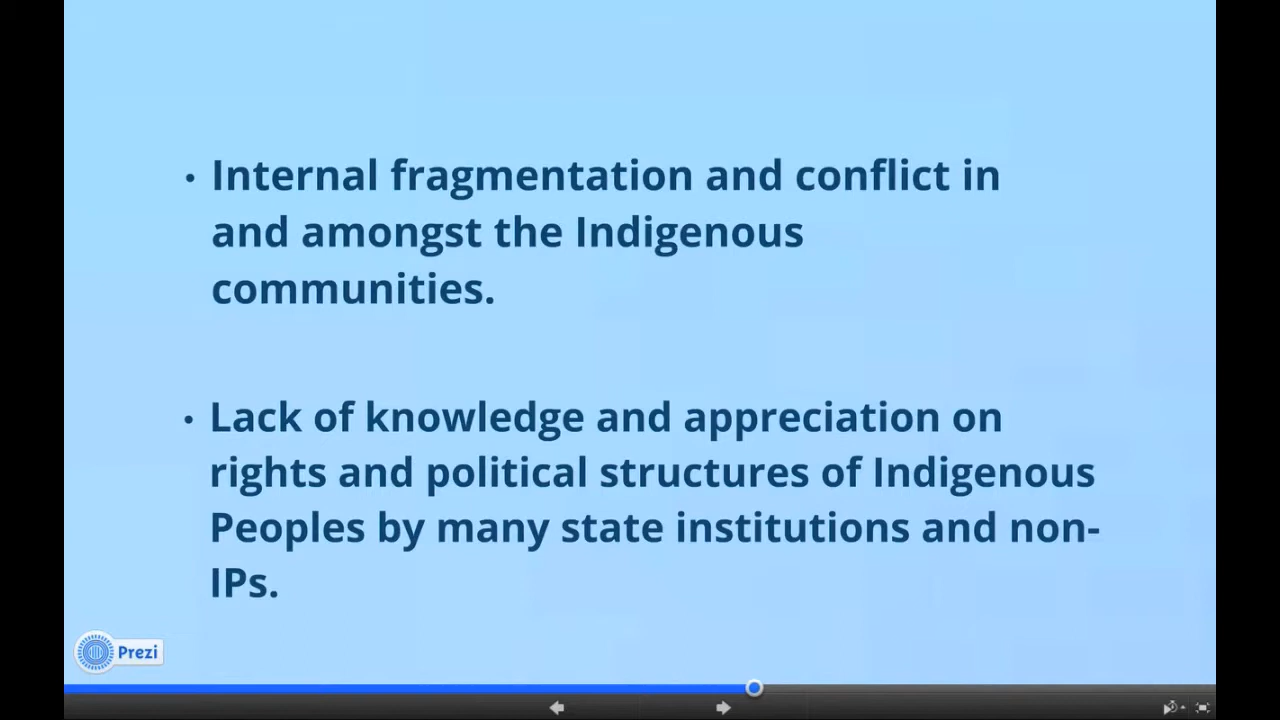 • Internal fragmentation and conflict in
and amongst the Indigenous
communities.
• Lack of knowledge and appreciation on
rights and political structures of Indigenous
Peoples by many state institutions and non-
IPs.
Prezi